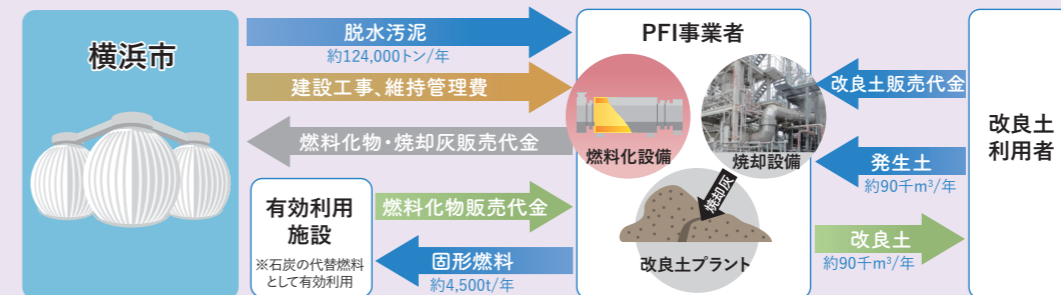 横浜市
脱水汚泥
約124,000トン/年
建設工事、維持管理費
燃料化物・焼却灰販売代金
有効利用
施設
※石炭の代替燃料
として有効利用
燃料化物販売代金
固形燃料
約4,500t/年
PFI事業者
燃料化設備
焼却設備
焼却灰
改良土プラント
改良土販売代金
発生土
約90千m³/年
改良土
約90千m³/年
改良土
利用者